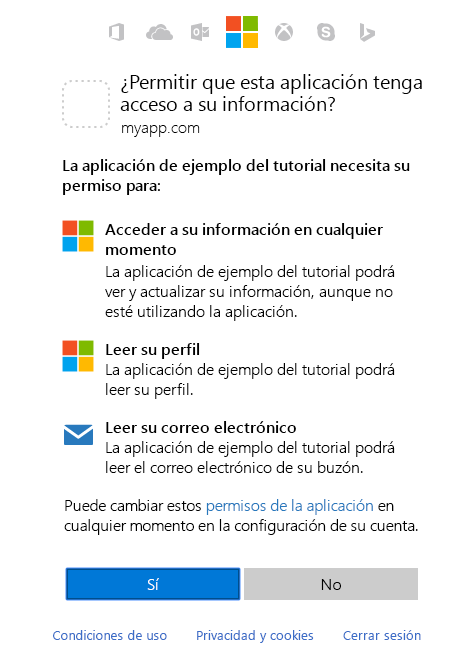 ¿Permitir que esta aplicación tenga
acceso a su información?
myapp.com
La aplicación de ejemplo del tutorial necesita su
permiso para:
Acceder a su información en cualquier
momento
La aplicación de ejemplo del tutorial podrá
ver y actualizar su información, aunque no
esté utilizando la aplicación.
Leer su perfil
La aplicación de ejemplo del tutorial podrá
leer su perfil.
Leer su correo electrónico
La aplicación de ejemplo del tutorial podrá
leer el correo electrónico de su buzón.
Puede cambiar estos permisos de la aplicación en
cualquier momento en la configuración de su cuenta.
Sí No
Condiciones de uso Privacidad y cookies Cerrar sesión